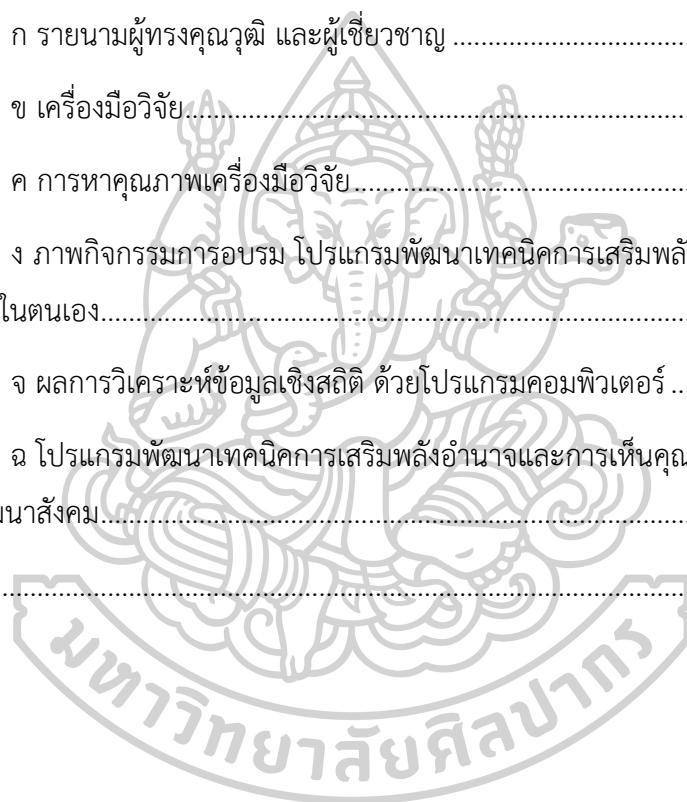 ก รายนามผู้ทรงคุณวุฒิ และผู้เชี่ยวชาญ ..................................
ข เครื่องมือวิจัย..................................................................
ค การหาคุณภาพเครื่องมือวิจัย.............................................
ง ภาพกิจกรรมการอบรม โปรแกรมพัฒนาเทคนิคการเสริมพลั
ในตนเอง............................................................................
จ ผลการวิเคราะห์ข้อมูลเชิงสถิติ ด้วยโปรแกรมคอมพิวเตอร์ ..
ฉ โปรแกรมพัฒนาเทคนิคการเสริมพลังอำนาจและการเห็นคุณ
ฒนาสังคม............................................................................
..........................................................................................
มหาวิทยาลัยศิลปากร